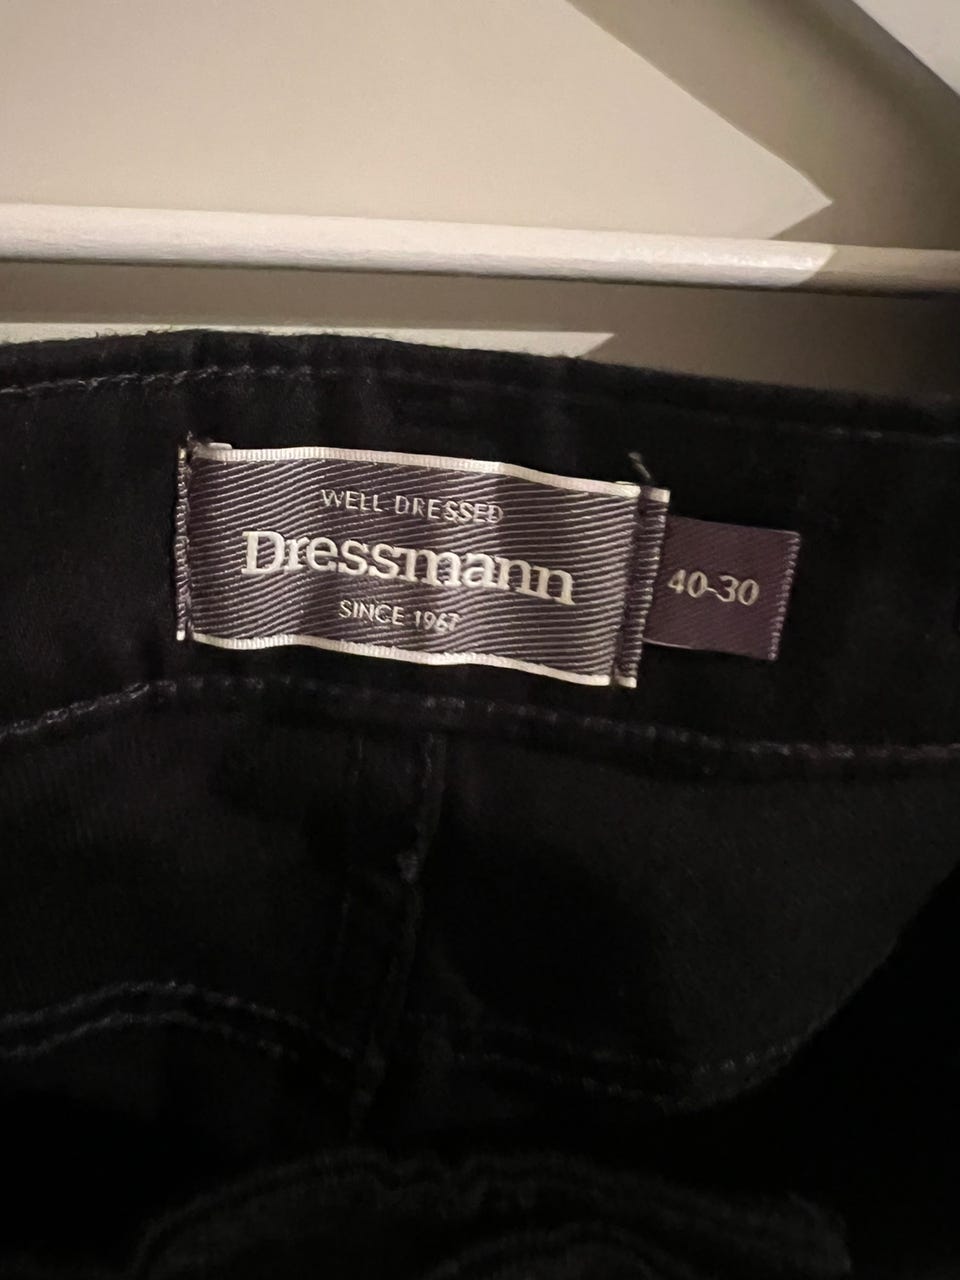 WELL DRESSED
Dressmann
SINCE 1967
40-30